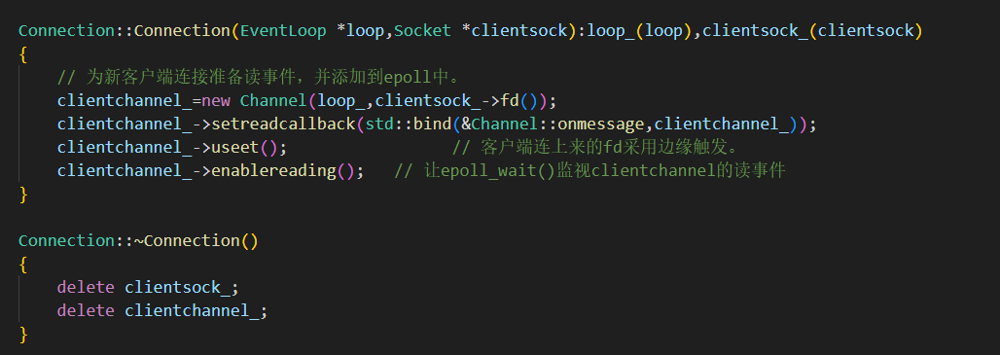 Connection::Connection(EventLoop *loop,Socket *clientsock):loop_(loop),clientsock_(clientsock)
{
    // 为新客户端连接准备读事件，并添加到epoll中。
    clientchannel_=new Channel(loop_,clientsock_->fd());
    clientchannel_->setreadcallback(std::bind(&Channel::onmessage,clientchannel_));
    clientchannel_->useet();                 // 客户端连上来的fd采用边缘触发。
    clientchannel_->enablereading();   // 让epoll_wait()监视clientchannel的读事件
}

Connection::~Connection()
{
    delete clientsock_;
    delete clientchannel_;
}